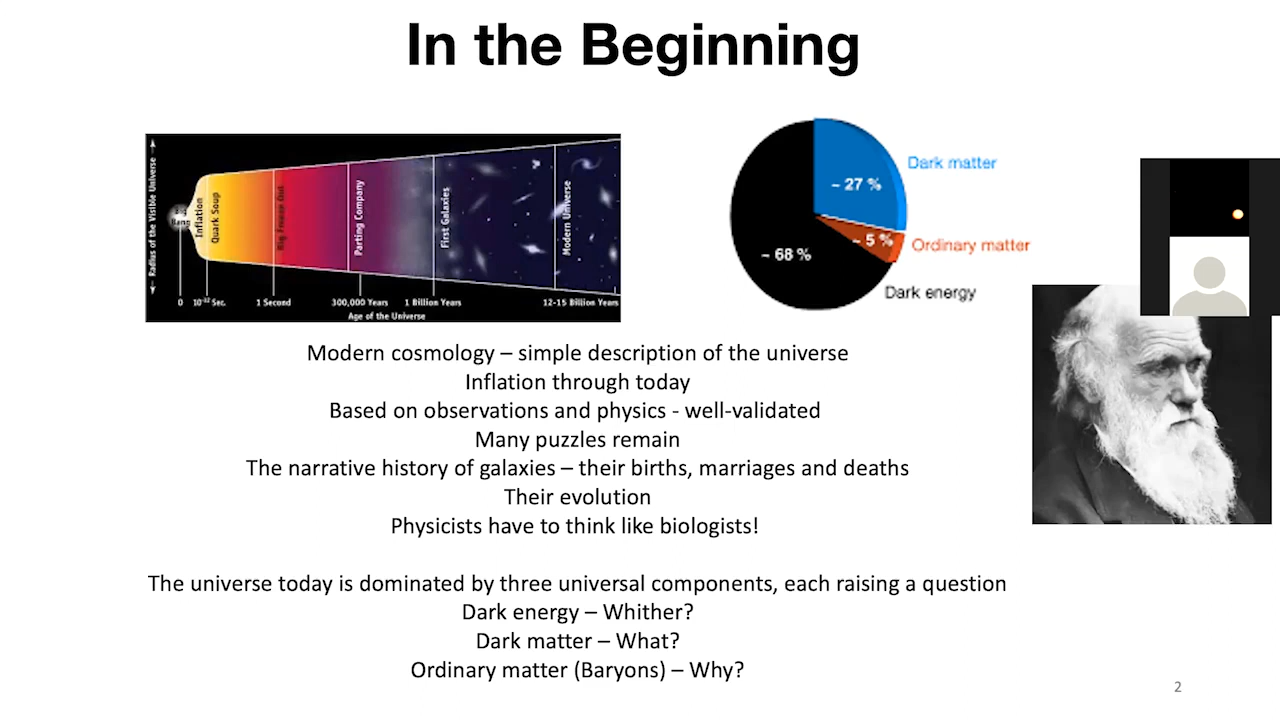 In the Beginning
Radius of the Visible Universe
Big Bang
Inflation
Quark Soup
Big Freeze Out
Parting Company
First Galaxies
Modern Universe
0
10⁻³² Sec.
1 Second
300,000 Years
1 Billion Years
12-15 Billion Years
Age of the Universe
Dark matter
~ 27 %
~ 5 %
Ordinary matter
~ 68 %
Dark energy
Modern cosmology – simple description of the universe
Inflation through today
Based on observations and physics - well-validated
Many puzzles remain
The narrative history of galaxies – their births, marriages and deaths
Their evolution
Physicists have to think like biologists!
The universe today is dominated by three universal components, each raising a question
Dark energy – Whither?
Dark matter – What?
Ordinary matter (Baryons) – Why?
2